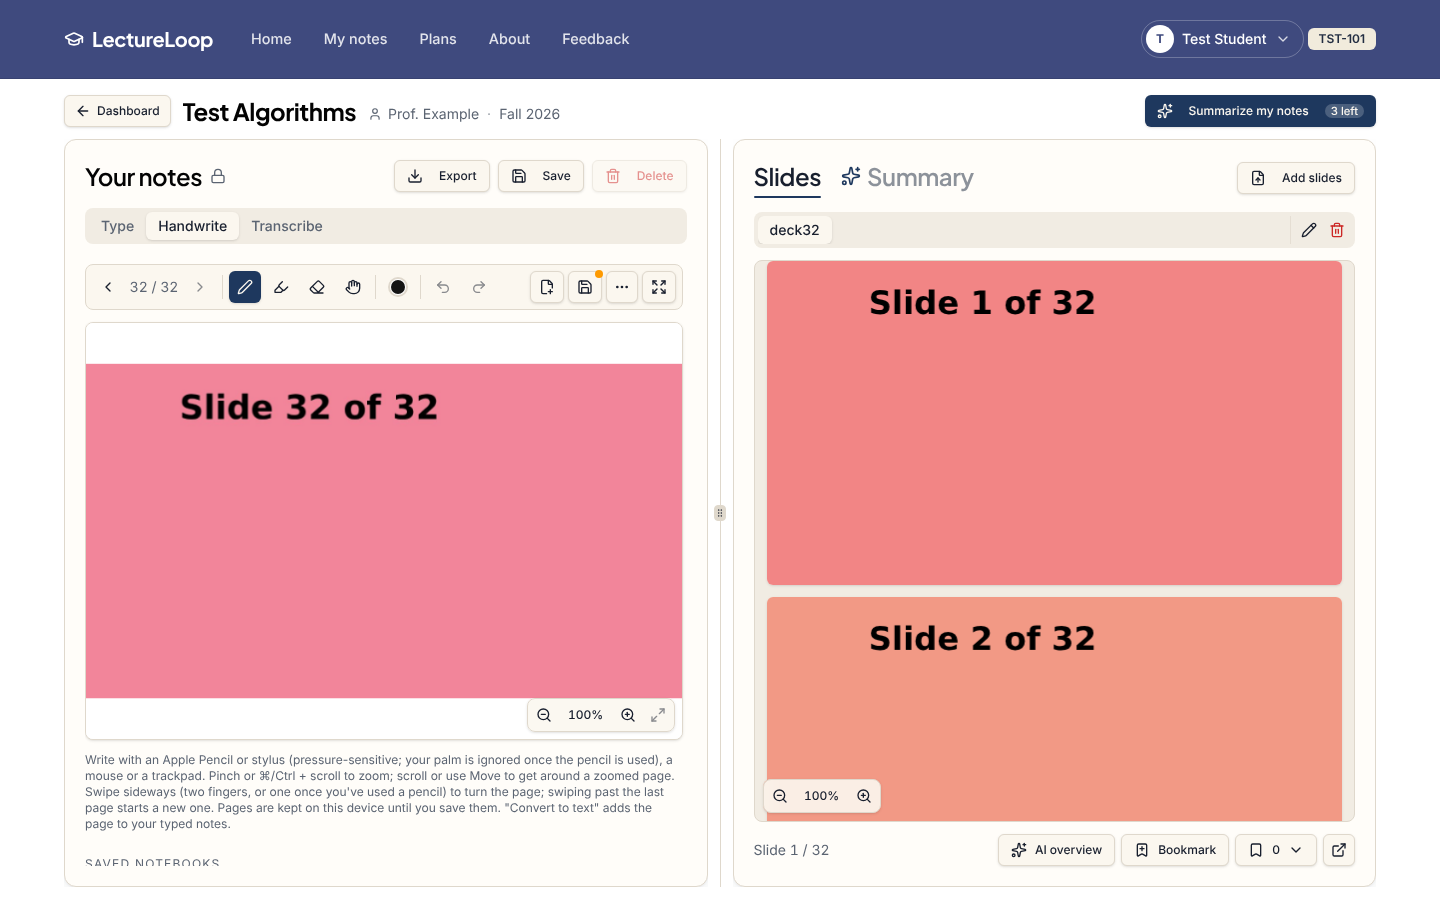 LectureLoop
Home
My notes
Plans
About
Feedback
T
Test Student
TST-101
Dashboard
Test Algorithms
Prof. Example · Fall 2026
Summarize my notes
3 left
Your notes
Export
Save
Delete
Type
Handwrite
Transcribe
32 / 32
Slide 32 of 32
100%
Write with an Apple Pencil or stylus (pressure-sensitive; your palm is ignored once the pencil is used), a
mouse or a trackpad. Pinch or ⌘/Ctrl + scroll to zoom; scroll or use Move to get around a zoomed page.
Swipe sideways (two fingers, or one once you've used a pencil) to turn the page; swiping past the last
page starts a new one. Pages are kept on this device until you save them. "Convert to text" adds the
page to your typed notes.
SAVED NOTEBOOKS
Slides
Summary
Add slides
deck32
Slide 1 of 32
Slide 2 of 32
100%
Slide 1 / 32
AI overview
Bookmark
0